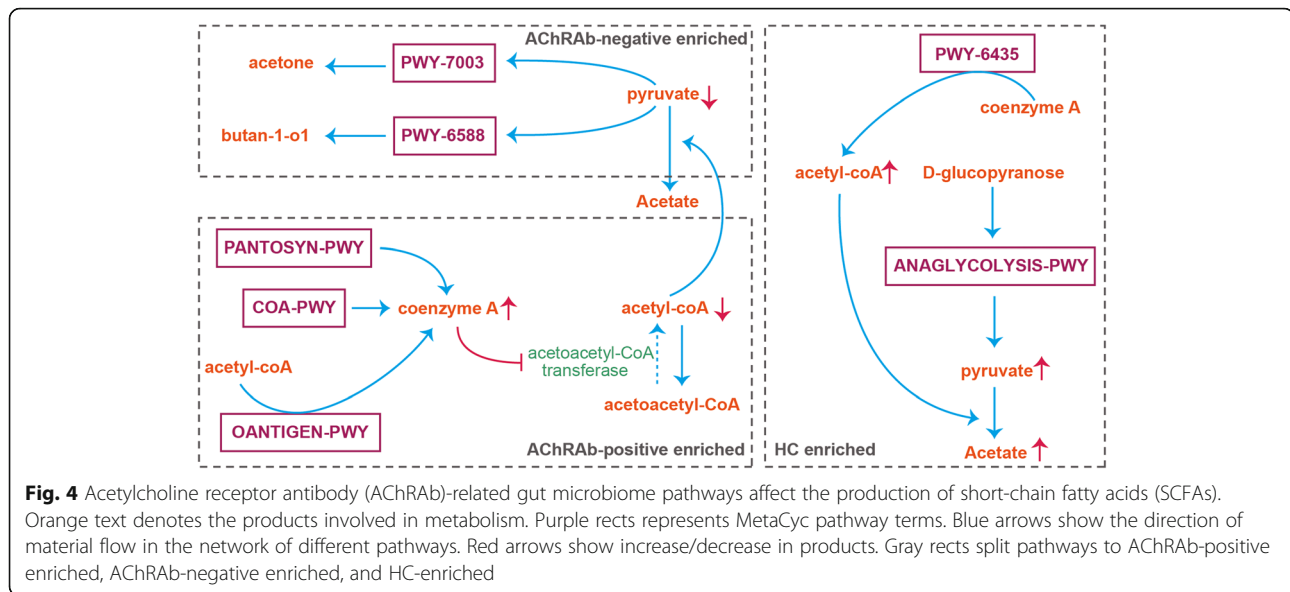 AChRAb-negative enriched
acetone
PWY-7003
pyruvate
butan-1-o1
PWY-6588
Acetate
PANTOSYN-PWY
COA-PWY
coenzyme A
acetyl-coA
acetyl-coA
acetoacetyl-CoA
transferase
acetoacetyl-CoA
OANTIGEN-PWY
AChRAb-positive enriched
PWY-6435
coenzyme A
acetyl-coA
D-glucopyranose
ANAGLYCOLYSIS-PWY
pyruvate
Acetate
HC enriched
Fig. 4 Acetylcholine receptor antibody (AChRAb)-related gut microbiome pathways affect the production of short-chain fatty acids (SCFAs).
Orange text denotes the products involved in metabolism. Purple rects represents MetaCyc pathway terms. Blue arrows show the direction of
material flow in the network of different pathways. Red arrows show increase/decrease in products. Gray rects split pathways to AChRAb-positive
enriched, AChRAb-negative enriched, and HC-enriched